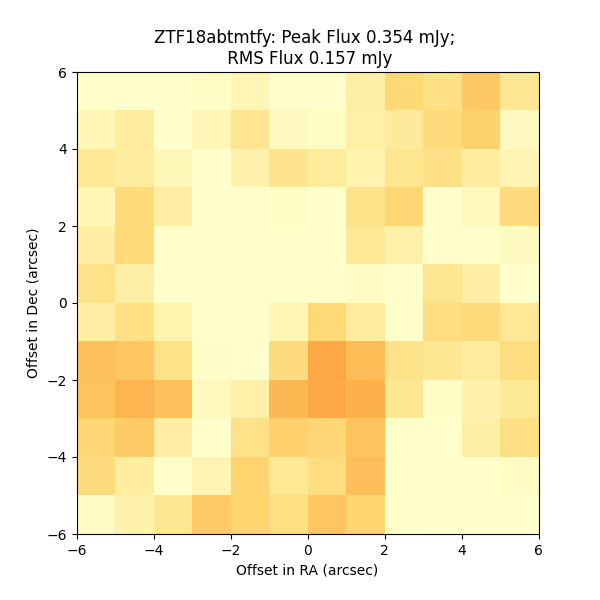 ZTF18abtmtfy: Peak Flux 0.354 mJy;
RMS Flux 0.157 mJy
6
4
2
0
−2
−4
−6
Offset in Dec (arcsec)
−6 −4 −2 0 2 4 6
Offset in RA (arcsec)